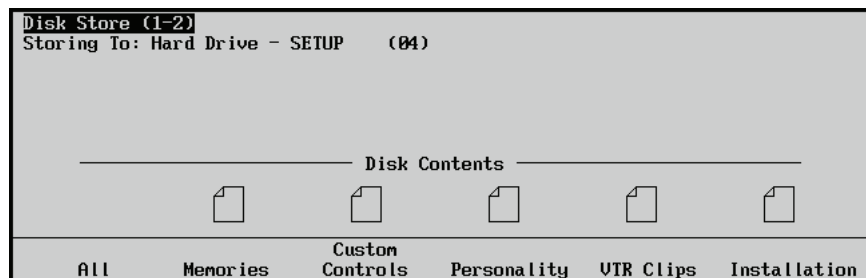 Disk Store (1-2)
Storing To: Hard Drive - SETUP (04)
Disk Contents
All Memories Custom Controls Personality VTR Clips Installation